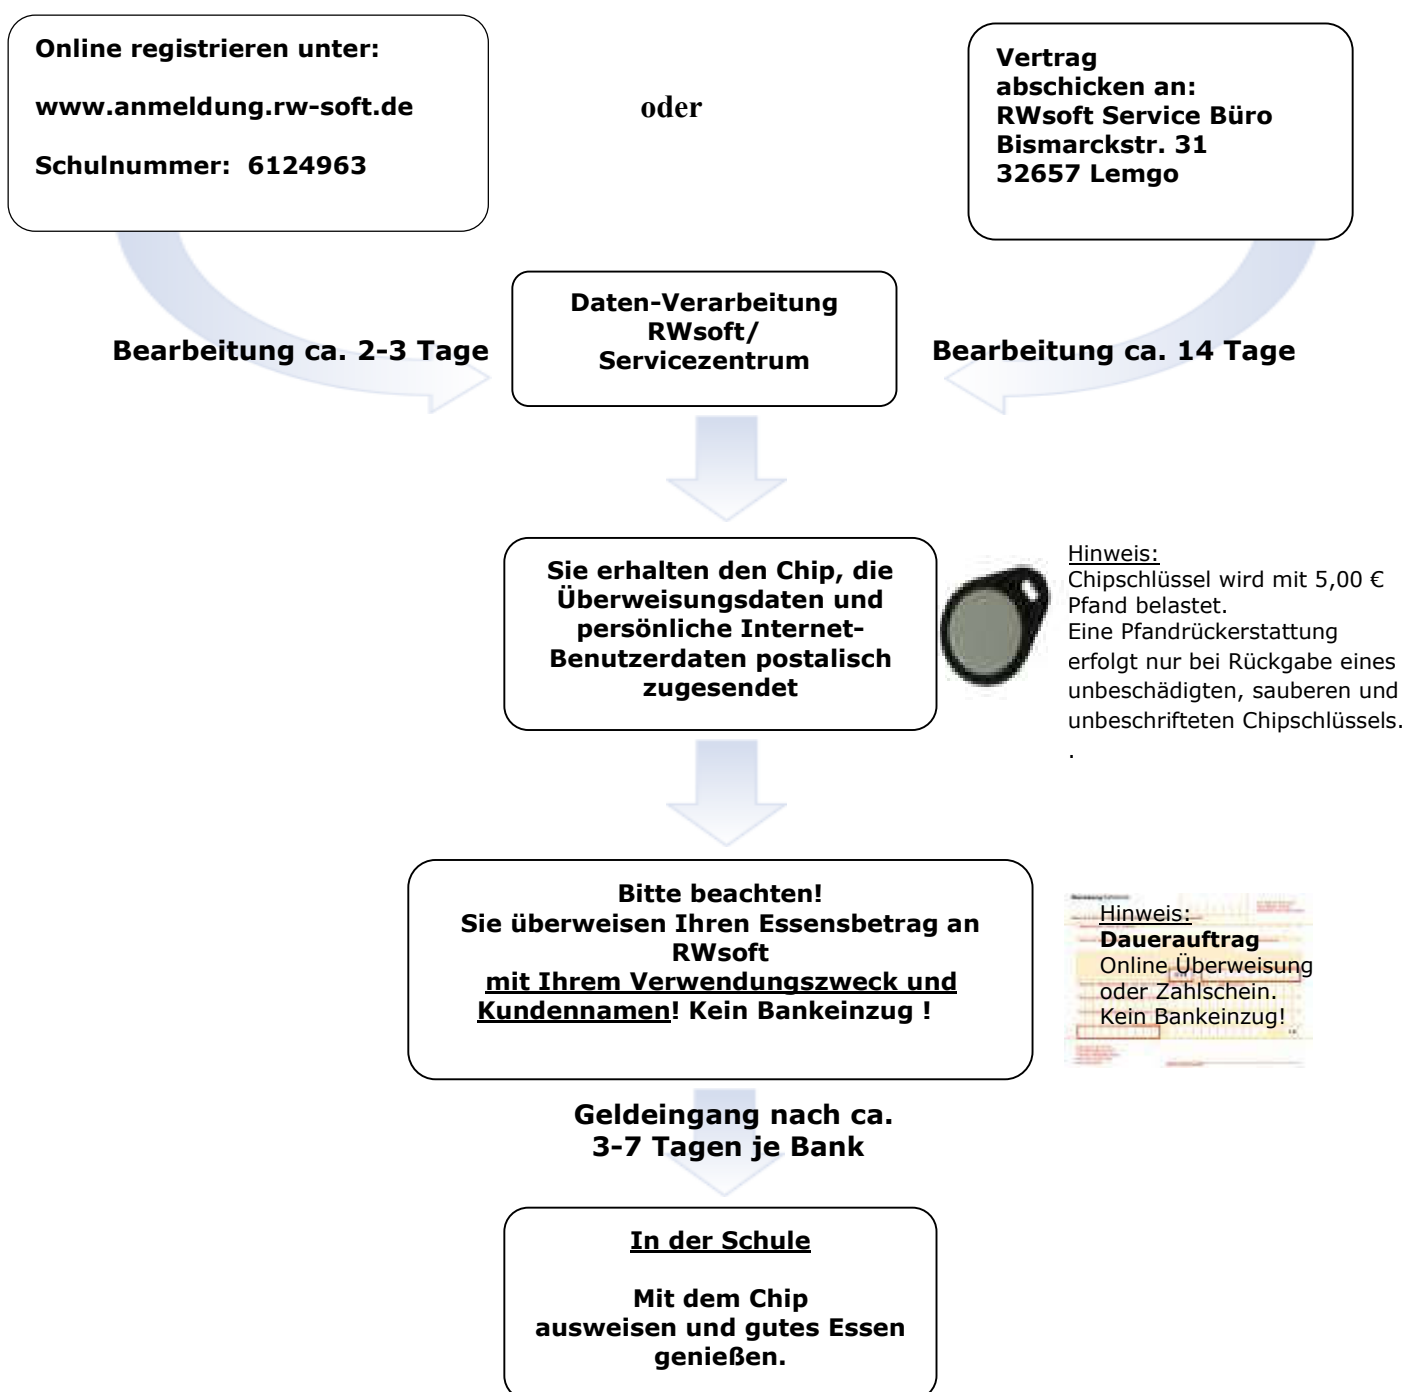 Online registrieren unter:
www.anmeldung.rw-soft.de
Schulnummer:  6124963
oder
Vertrag
abschicken an:
RWsoft Service Büro
Bismarckstr. 31
32657 Lemgo
Bearbeitung ca. 2-3 Tage
Daten-Verarbeitung
RWsoft/
Servicezentrum
Bearbeitung ca. 14 Tage
Sie erhalten den Chip, die
Überweisungsdaten und
persönliche Internet-
Benutzerdaten postalisch
zugesendet
Hinweis:
Chipschlüssel wird mit 5,00 €
Pfand belastet.
Eine Pfandrückerstattung
erfolgt nur bei Rückgabe eines
unbeschädigten, sauberen und
unbeschrifteten Chipschlüssels.
.
Bitte beachten!
Sie überweisen Ihren Essensbetrag an
RWsoft
mit Ihrem Verwendungszweck und
Kundennamen! Kein Bankeinzug !
Hinweis:
Dauerauftrag
Online Überweisung
oder Zahlschein.
Kein Bankeinzug!
Geldeingang nach ca.
3-7 Tagen je Bank
In der Schule
Mit dem Chip
ausweisen und gutes Essen
genießen.